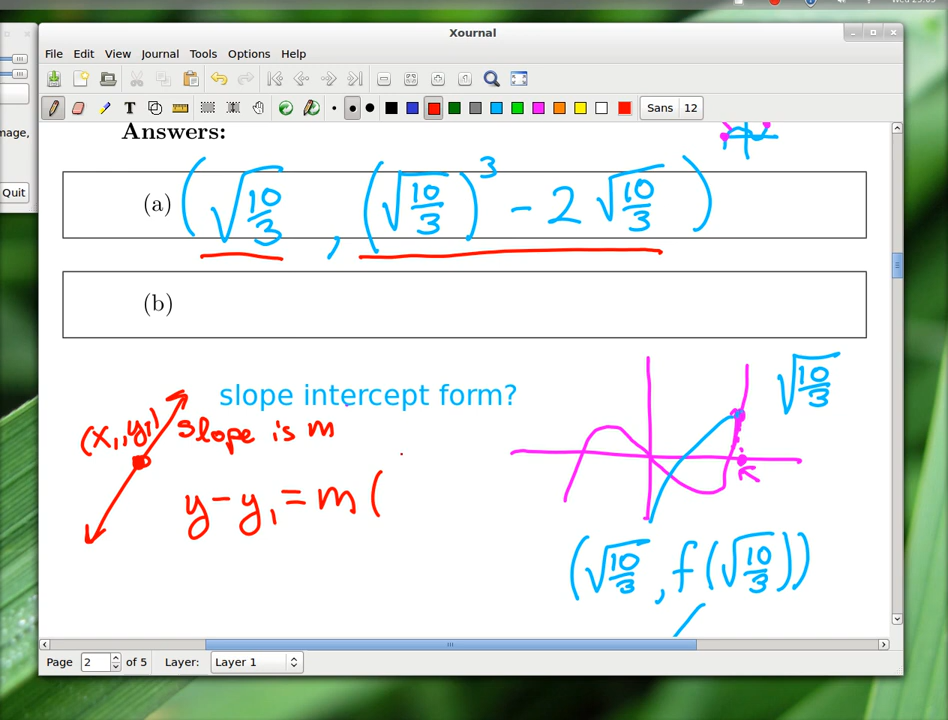 Xournal
File Edit View Journal Tools Options Help
Sans 12
mage,
Quit
Answers:
(a) (√(10/3), (√(10/3))³ - 2√(10/3))
(b)
√(10/3)
slope intercept form?
(x₁, y₁) slope is m
y - y₁ = m (
(√(10/3), f(√(10/3)))
Page 2 of 5 Layer: Layer 1